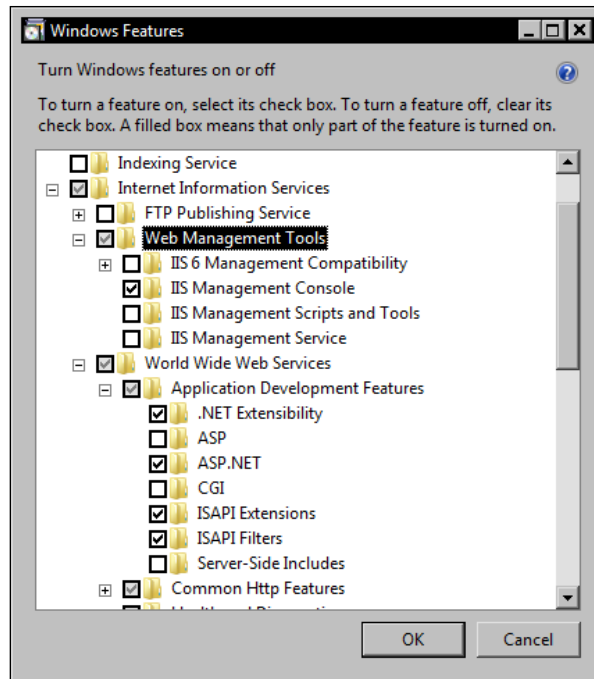 Windows Features
Turn Windows features on or off
To turn a feature on, select its check box. To turn a feature off, clear its
check box. A filled box means that only part of the feature is turned on.
Indexing Service
Internet Information Services
FTP Publishing Service
Web Management Tools
IIS 6 Management Compatibility
IIS Management Console
IIS Management Scripts and Tools
IIS Management Service
World Wide Web Services
Application Development Features
.NET Extensibility
ASP
ASP.NET
CGI
ISAPI Extensions
ISAPI Filters
Server-Side Includes
Common Http Features
OK
Cancel